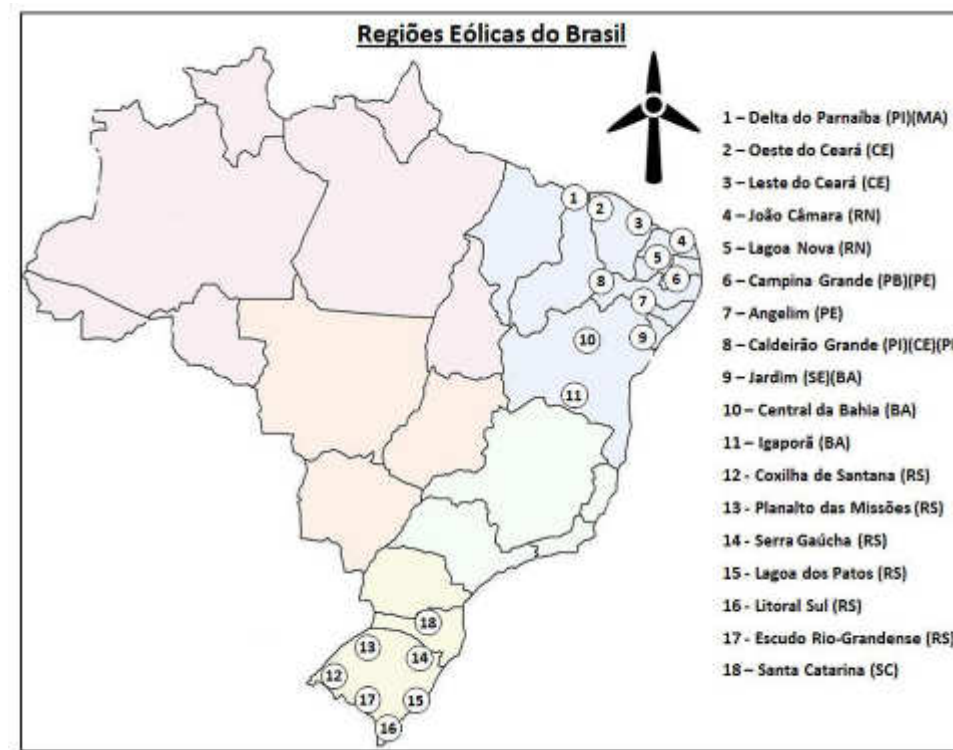 Regiões Eólicas do Brasil
1 – Delta do Parnaíba (PI)(MA)
2 – Oeste do Ceará (CE)
3 – Leste do Ceará (CE)
4 – João Câmara (RN)
5 – Lagoa Nova (RN)
6 – Campina Grande (PB)(PE)
7 – Angelim (PE)
8 – Caldeirão Grande (PI)(CE)(P
9 – Jardim (SE)(BA)
10 – Central da Bahia (BA)
11 – Igaporã (BA)
12 - Coxilha de Santana (RS)
13 - Planalto das Missões (RS)
14 - Serra Gaúcha (RS)
15 - Lagoa dos Patos (RS)
16 - Litoral Sul (RS)
17 - Escudo Rio-Grandense (RS)
18 – Santa Catarina (SC)
1
2
3
4
5
6
8
7
9
10
11
18
13
14
12
17
15
16